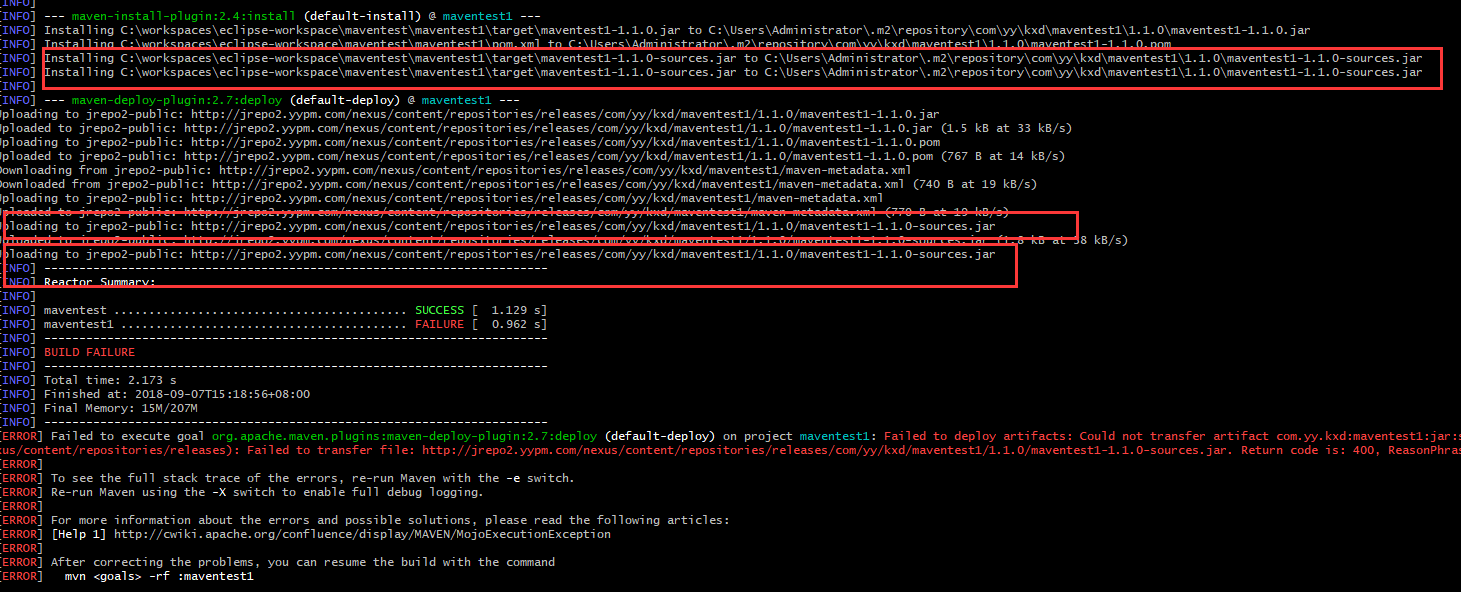 [INFO]
[INFO] --- maven-install-plugin:2.4:install (default-install) @ maventest1 ---
[INFO] Installing C:\workspaces\eclipse-workspace\maventest\maventest1\target\maventest1-1.1.0.jar to C:\Users\Administrator\.m2\repository\com\yy\kxd\maventest1\1.1.0\maventest1-1.1.0.jar
[INFO] Installing C:\workspaces\eclipse-workspace\maventest\maventest1\pom.xml to C:\Users\Administrator\.m2\repository\com\yy\kxd\maventest1\1.1.0\maventest1-1.1.0.pom
[INFO] Installing C:\workspaces\eclipse-workspace\maventest\maventest1\target\maventest1-1.1.0-sources.jar to C:\Users\Administrator\.m2\repository\com\yy\kxd\maventest1\1.1.0\maventest1-1.1.0-sources.jar
[INFO] Installing C:\workspaces\eclipse-workspace\maventest\maventest1\target\maventest1-1.1.0-sources.jar to C:\Users\Administrator\.m2\repository\com\yy\kxd\maventest1\1.1.0\maventest1-1.1.0-sources.jar
[INFO]
[INFO] --- maven-deploy-plugin:2.7:deploy (default-deploy) @ maventest1 ---
Uploading to jrepo2-public: http://jrepo2.yypm.com/nexus/content/repositories/releases/com/yy/kxd/maventest1/1.1.0/maventest1-1.1.0.jar
Uploaded to jrepo2-public: http://jrepo2.yypm.com/nexus/content/repositories/releases/com/yy/kxd/maventest1/1.1.0/maventest1-1.1.0.jar (1.5 kB at 33 kB/s)
Uploading to jrepo2-public: http://jrepo2.yypm.com/nexus/content/repositories/releases/com/yy/kxd/maventest1/1.1.0/maventest1-1.1.0.pom
Uploaded to jrepo2-public: http://jrepo2.yypm.com/nexus/content/repositories/releases/com/yy/kxd/maventest1/1.1.0/maventest1-1.1.0.pom (767 B at 14 kB/s)
Downloading from jrepo2-public: http://jrepo2.yypm.com/nexus/content/repositories/releases/com/yy/kxd/maventest1/maven-metadata.xml
Downloaded from jrepo2-public: http://jrepo2.yypm.com/nexus/content/repositories/releases/com/yy/kxd/maventest1/maven-metadata.xml (740 B at 19 kB/s)
Uploading to jrepo2-public: http://jrepo2.yypm.com/nexus/content/repositories/releases/com/yy/kxd/maventest1/maven-metadata.xml
Uploaded to jrepo2-public: http://jrepo2.yypm.com/nexus/content/repositories/releases/com/yy/kxd/maventest1/maven-metadata.xml (770 B at 19 kB/s)
Uploading to jrepo2-public: http://jrepo2.yypm.com/nexus/content/repositories/releases/com/yy/kxd/maventest1/1.1.0/maventest1-1.1.0-sources.jar
Uploaded to jrepo2-public: http://jrepo2.yypm.com/nexus/content/repositories/releases/com/yy/kxd/maventest1/1.1.0/maventest1-1.1.0-sources.jar (1.8 kB at 38 kB/s)
Uploading to jrepo2-public: http://jrepo2.yypm.com/nexus/content/repositories/releases/com/yy/kxd/maventest1/1.1.0/maventest1-1.1.0-sources.jar
[INFO] ------------------------------------------------------------------------
[INFO] Reactor Summary:
[INFO]
[INFO] maventest .......................................... SUCCESS [  1.129 s]
[INFO] maventest1 ......................................... FAILURE [  0.962 s]
[INFO] ------------------------------------------------------------------------
[INFO] BUILD FAILURE
[INFO] ------------------------------------------------------------------------
[INFO] Total time: 2.173 s
[INFO] Finished at: 2018-09-07T15:18:56+08:00
[INFO] Final Memory: 15M/207M
[INFO] ------------------------------------------------------------------------
[ERROR] Failed to execute goal org.apache.maven.plugins:maven-deploy-plugin:2.7:deploy (default-deploy) on project maventest1: Failed to deploy artifacts: Could not transfer artifact com.yy.kxd:maventest1:jar:s
us/content/repositories/releases): Failed to transfer file: http://jrepo2.yypm.com/nexus/content/repositories/releases/com/yy/kxd/maventest1/1.1.0/maventest1-1.1.0-sources.jar. Return code is: 400, ReasonPhras
[ERROR]
[ERROR] To see the full stack trace of the errors, re-run Maven with the -e switch.
[ERROR] Re-run Maven using the -X switch to enable full debug logging.
[ERROR]
[ERROR] For more information about the errors and possible solutions, please read the following articles:
[ERROR] [Help 1] http://cwiki.apache.org/confluence/display/MAVEN/MojoExecutionException
[ERROR]
[ERROR] After correcting the problems, you can resume the build with the command
[ERROR]   mvn <goals> -rf :maventest1